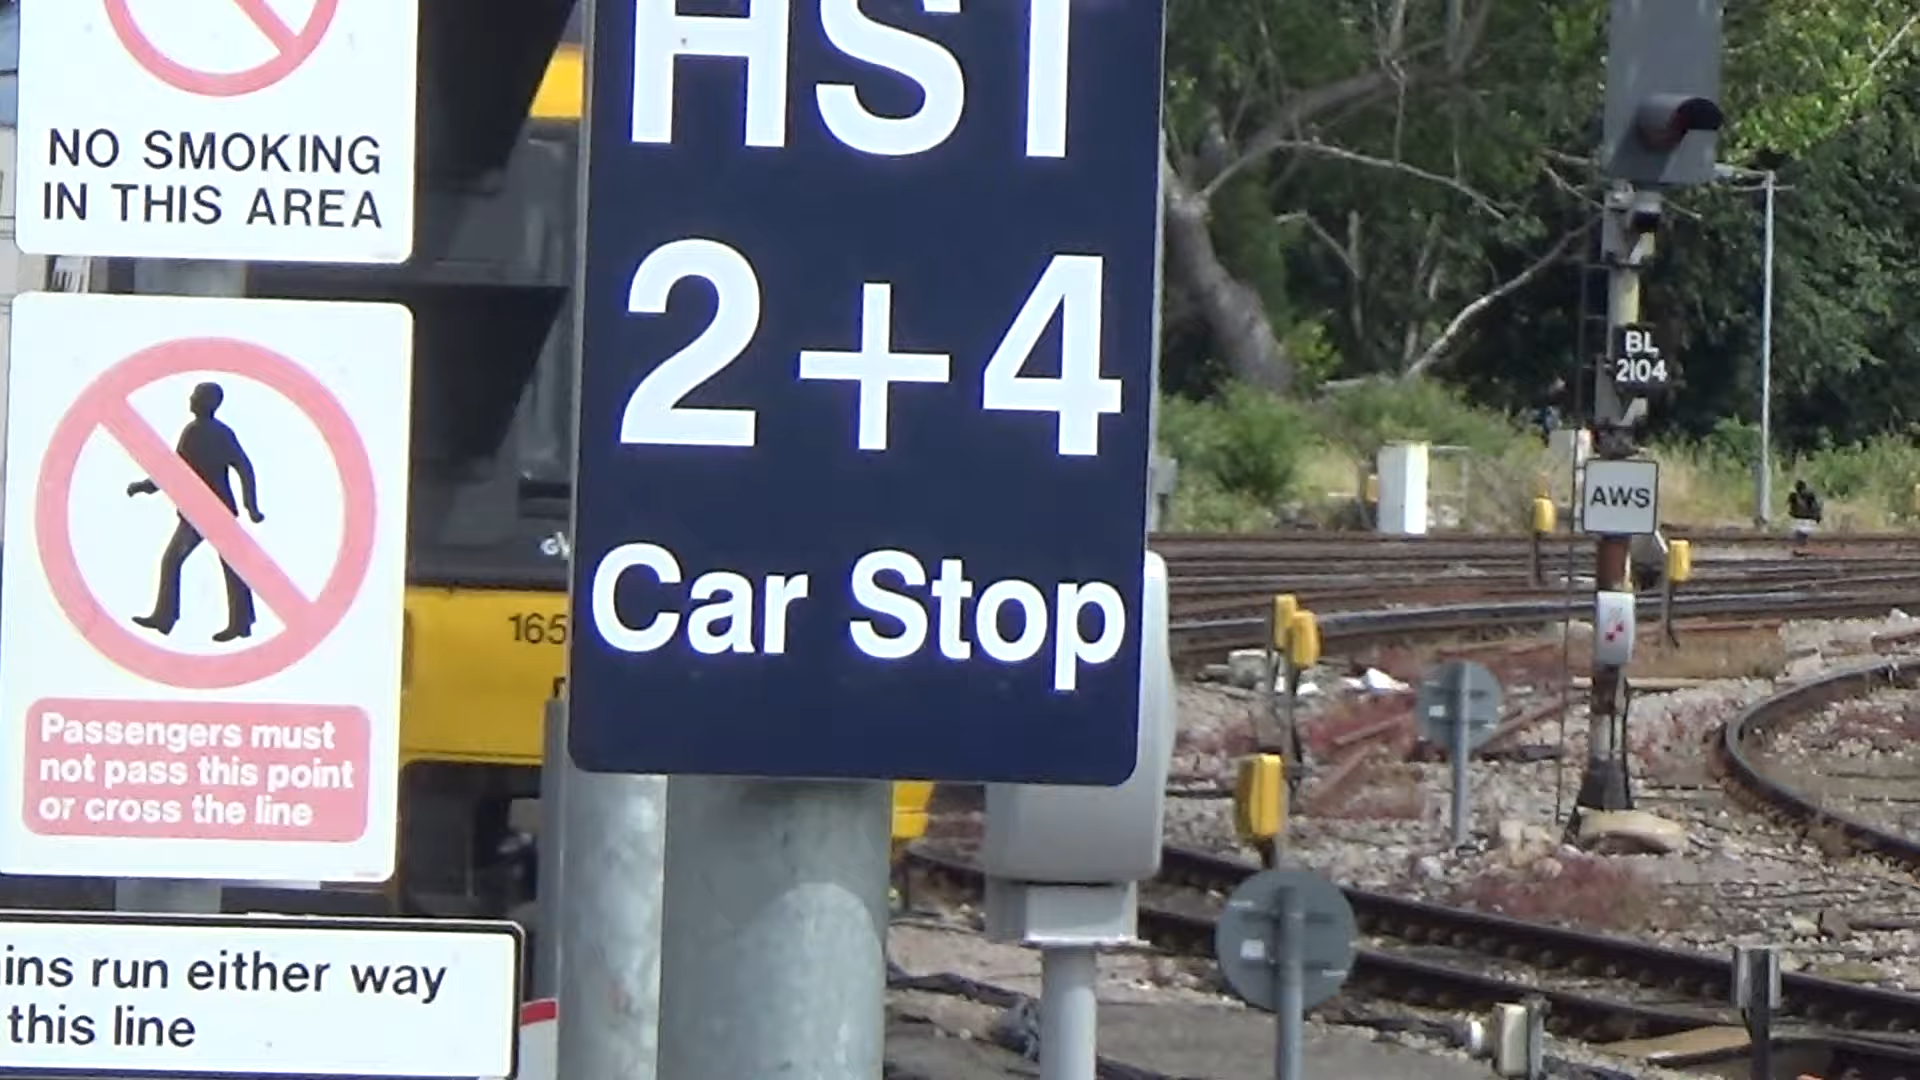 NO SMOKING
IN THIS AREA
Passengers must
not pass this point
or cross the line
ins run either way
this line
165
HST
2+4
Car Stop
BL
2104
AWS